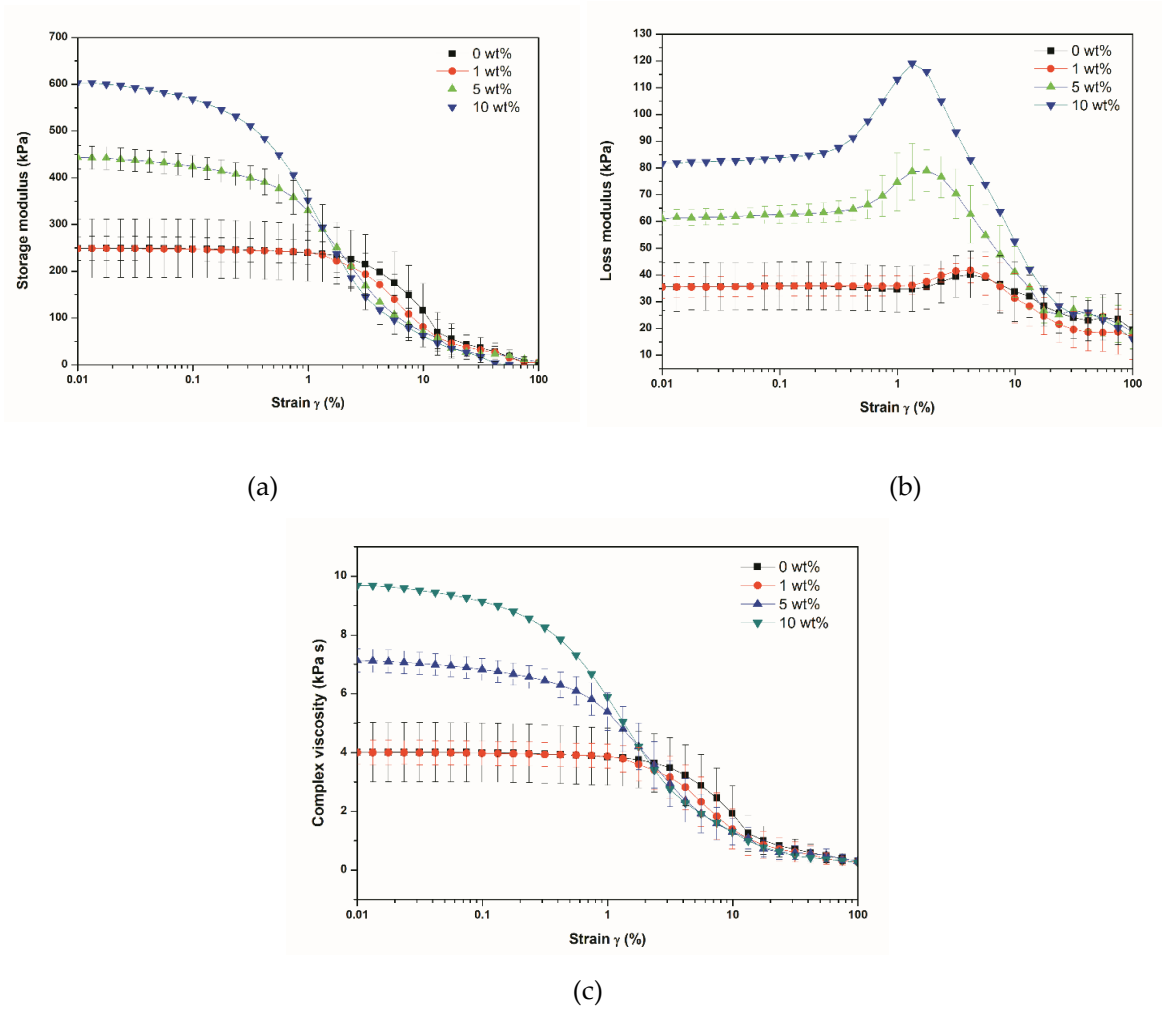 700
600
500
400
300
200
100
0
Storage modulus (kPa)
0 wt%
1 wt%
5 wt%
10 wt%
0.01
0.1
1
10
100
Strain γ (%)
(a)
130
120
110
100
90
80
70
60
50
40
30
20
10
Loss modulus (kPa)
0 wt%
1 wt%
5 wt%
10 wt%
0.01
0.1
1
10
100
Strain γ (%)
(b)
10
8
6
4
2
0
Complex viscosity (kPa s)
0 wt%
1 wt%
5 wt%
10 wt%
0.01
0.1
1
10
100
Strain γ (%)
(c)